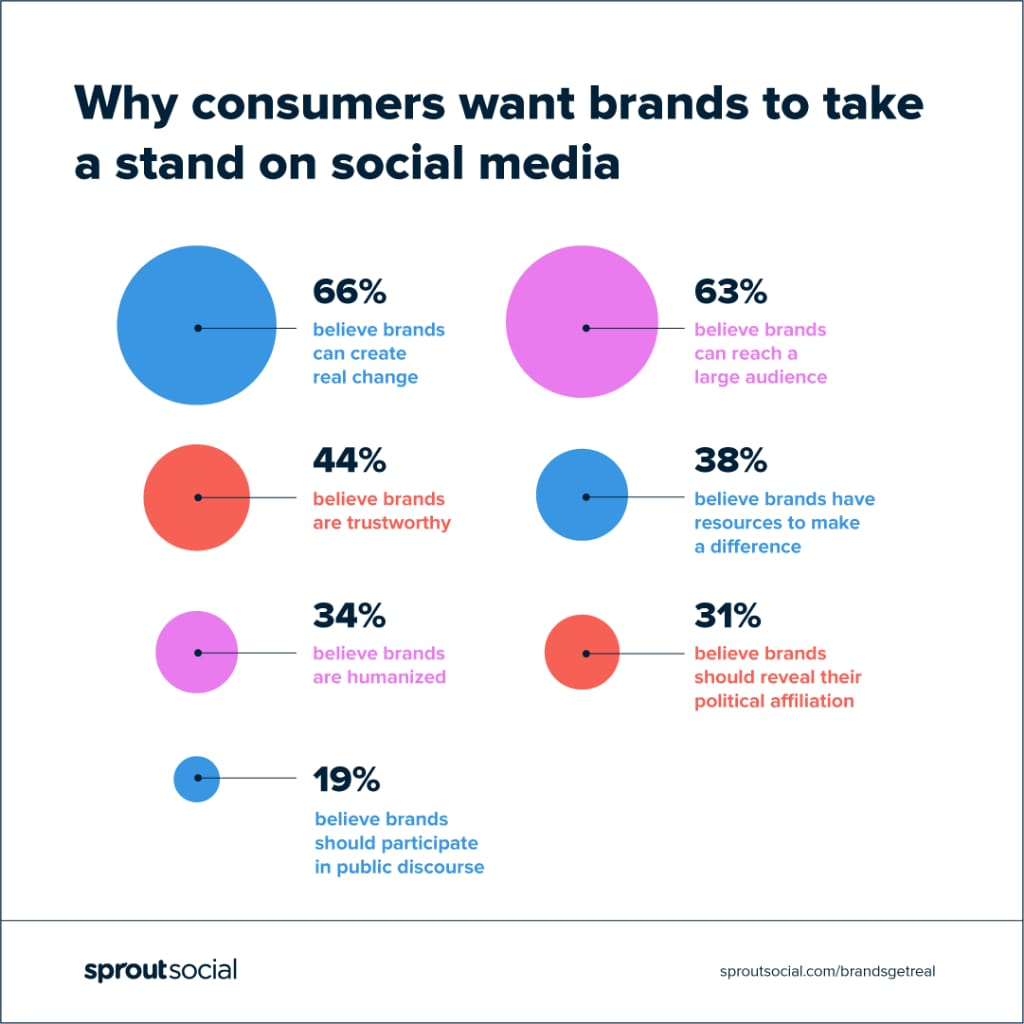 Why consumers want brands to take
a stand on social media
66%
believe brands
can create
real change
63%
believe brands
can reach a
large audience
44%
believe brands
are trustworthy
38%
believe brands have
resources to make
a difference
34%
believe brands
are humanized
31%
believe brands
should reveal their
political affiliation
19%
believe brands
should participate
in public discourse
sproutsocial
sproutsocial.com/brandsgetreal